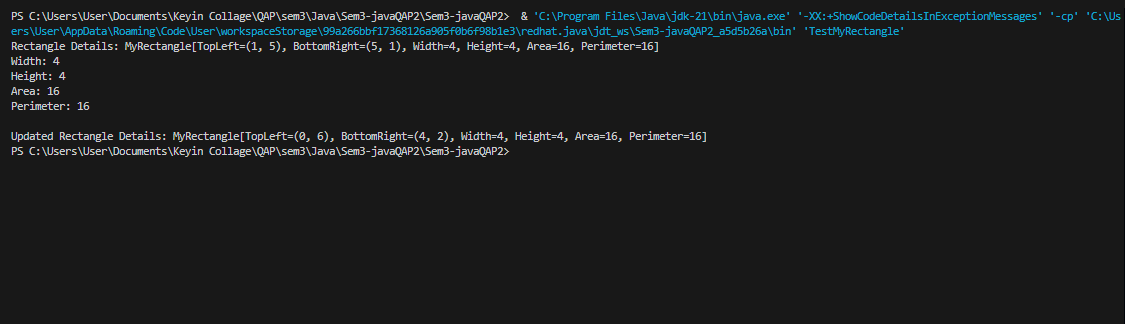 PS C:\Users\User\Documents\Keyin Collage\QAP\sem3\Java\Sem3-javaQAP2\Sem3-javaQAP2>  & 'C:\Program Files\Java\jdk-21\bin\java.exe' '-XX:+ShowCodeDetailsInExceptionMessages' '-cp' 'C:\Us
ers\User\AppData\Roaming\Code\User\workspaceStorage\99a266bbf17368126a905f0b6f98b1e3\redhat.java\jdt_ws\Sem3-javaQAP2_a5d5b26a\bin' 'TestMyRectangle'
Rectangle Details: MyRectangle[TopLeft=(1, 5), BottomRight=(5, 1), Width=4, Height=4, Area=16, Perimeter=16]
Width: 4
Height: 4
Area: 16
Perimeter: 16
Updated Rectangle Details: MyRectangle[TopLeft=(0, 6), BottomRight=(4, 2), Width=4, Height=4, Area=16, Perimeter=16]
PS C:\Users\User\Documents\Keyin Collage\QAP\sem3\Java\Sem3-javaQAP2\Sem3-javaQAP2>